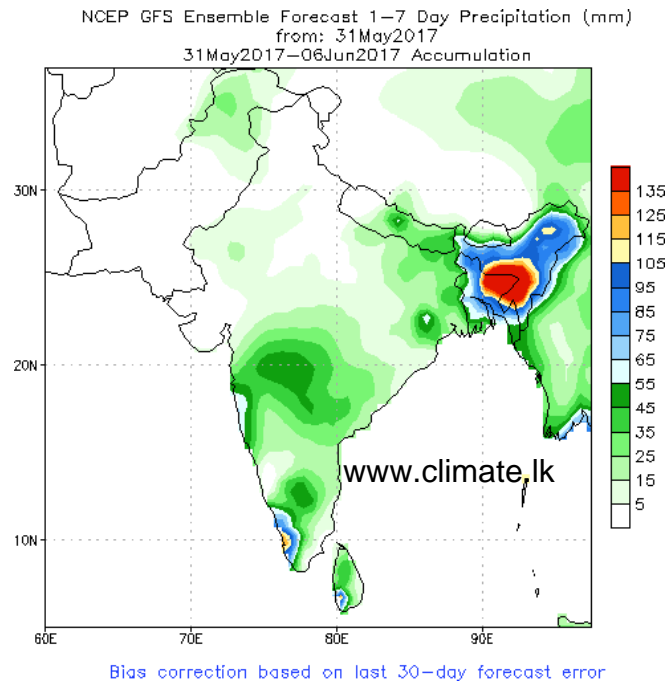 NCEP GFS Ensemble Forecast 1-7 Day Precipitation (mm)
from: 31May2017
31May2017-06Jun2017 Accumulation
30N
20N
10N
60E 70E 80E 90E
135
125
115
105
95
85
75
65
55
45
35
25
15
5
www.climate.lk
Bias correction based on last 30-day forecast error